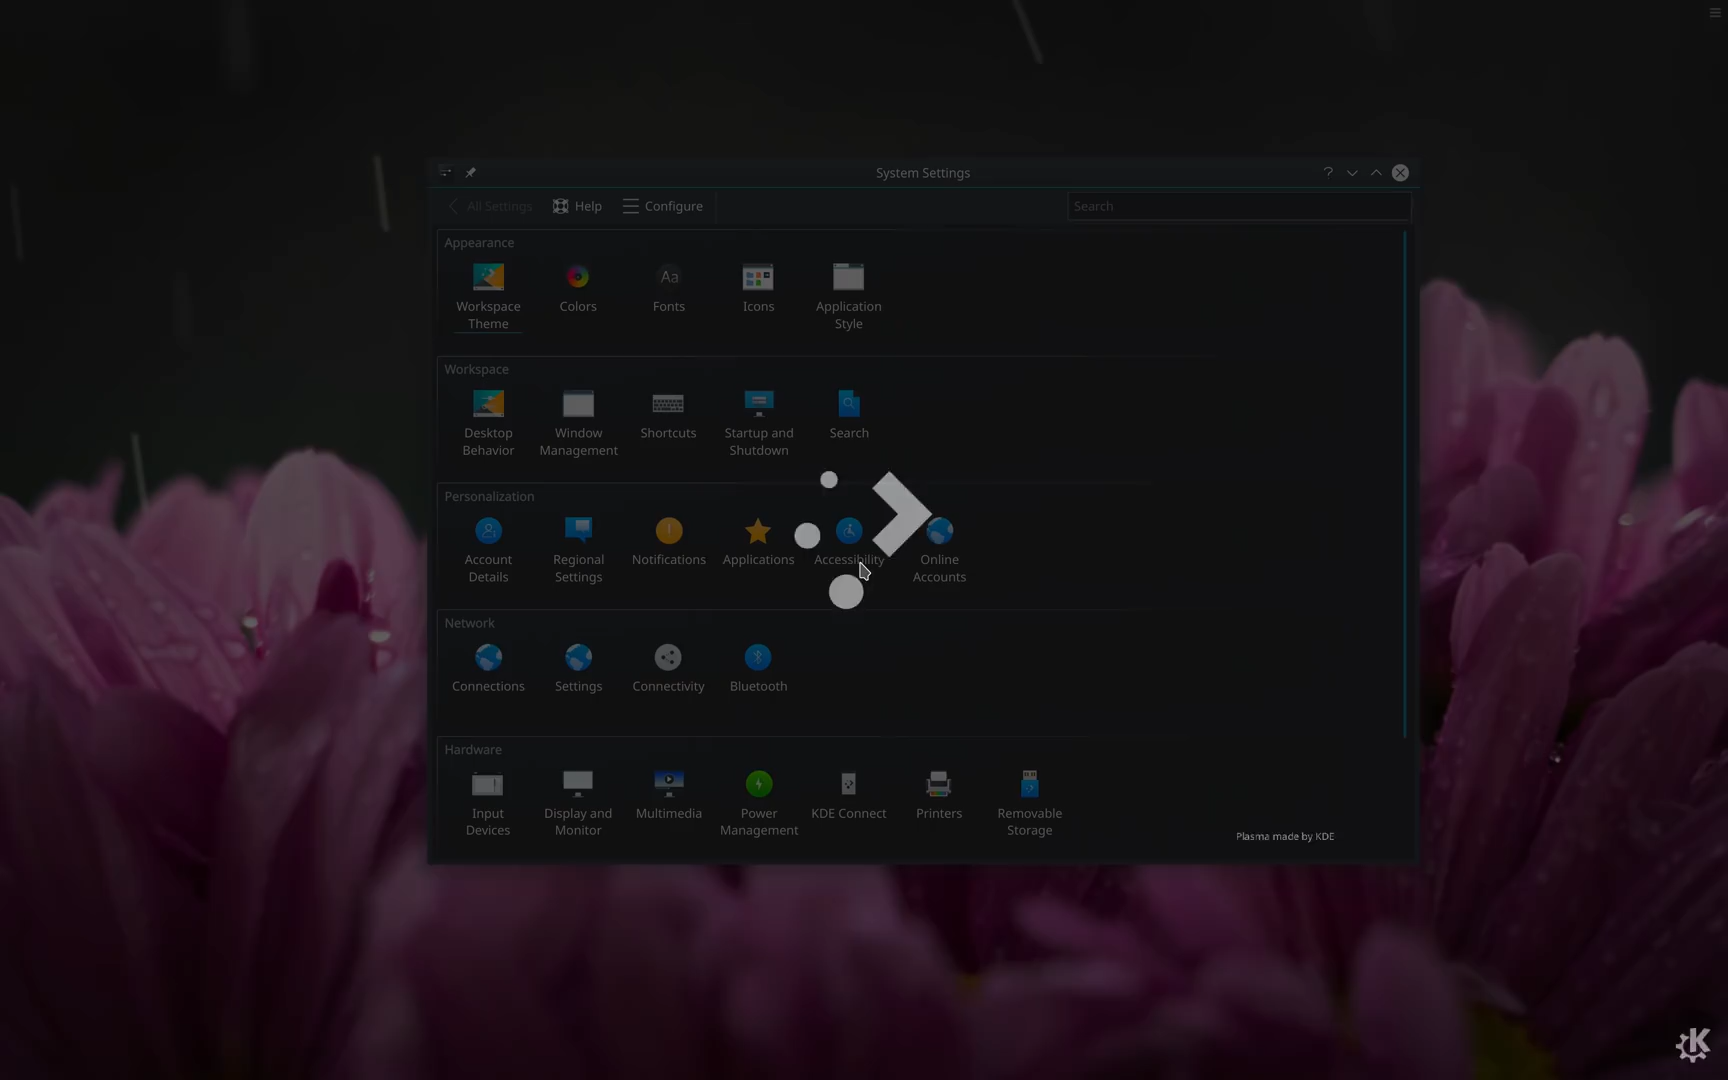 System Settings
All Settings
Help
Configure
Search
Appearance
Workspace
Theme
Colors
Aa
Fonts
Icons
Application
Style
Workspace
Desktop
Behavior
Window
Management
Shortcuts
Startup and
Shutdown
Search
Personalization
Account
Details
Regional
Settings
Notifications
Applications
Accessibility
Online
Accounts
Network
Connections
Settings
Connectivity
Bluetooth
Hardware
Input
Devices
Display and
Monitor
Multimedia
Power
Management
KDE Connect
Printers
Removable
Storage
Plasma made by KDE
K